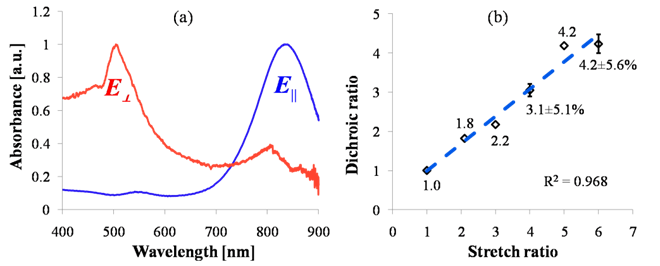 (a)
Absorbance [a.u.]
1.2
1
0.8
0.6
0.4
0.2
0
E⊥
E||
400 500 600 700 800 900
Wavelength [nm]
(b)
Dichroic ratio
5
4
3
2
1
0
4.2
4.2±5.6%
3.1±5.1%
1.8
2.2
1.0
R² = 0.968
0 1 2 3 4 5 6 7
Stretch ratio